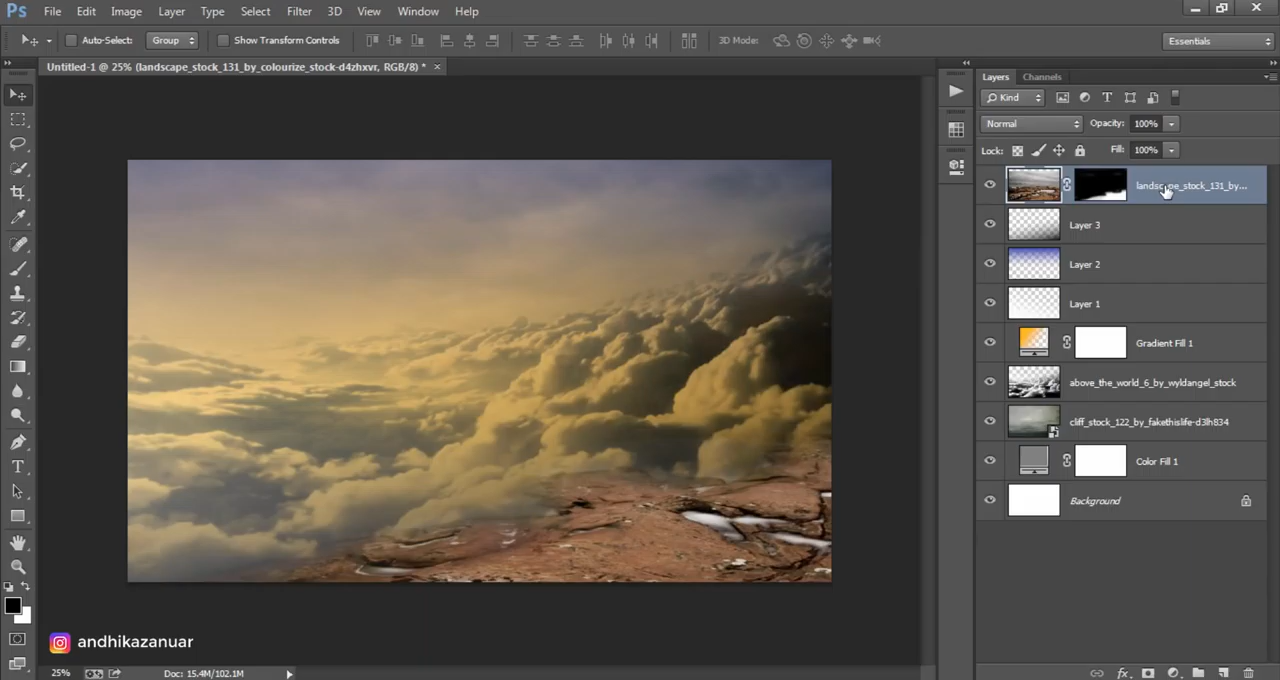 Ps File Edit Image Layer Type Select Filter 3D View Window Help
Auto-Select: Group Show Transform Controls 3D Mode: Essentials
Untitled-1 @ 25% (landscape_stock_131_by_colourize_stock-d4zhxvr, RGB/8) *
Layers Channels
Kind
Normal Opacity: 100%
Lock: Fill: 100%
landscape_stock_131_by...
Layer 3
Layer 2
Layer 1
Gradient Fill 1
above_the_world_6_by_wyldangel_stock
cliff_stock_122_by_fakethislife-d3lh834
Color Fill 1
Background
andhikazanuar
25% Doc: 15.4M/102.1M